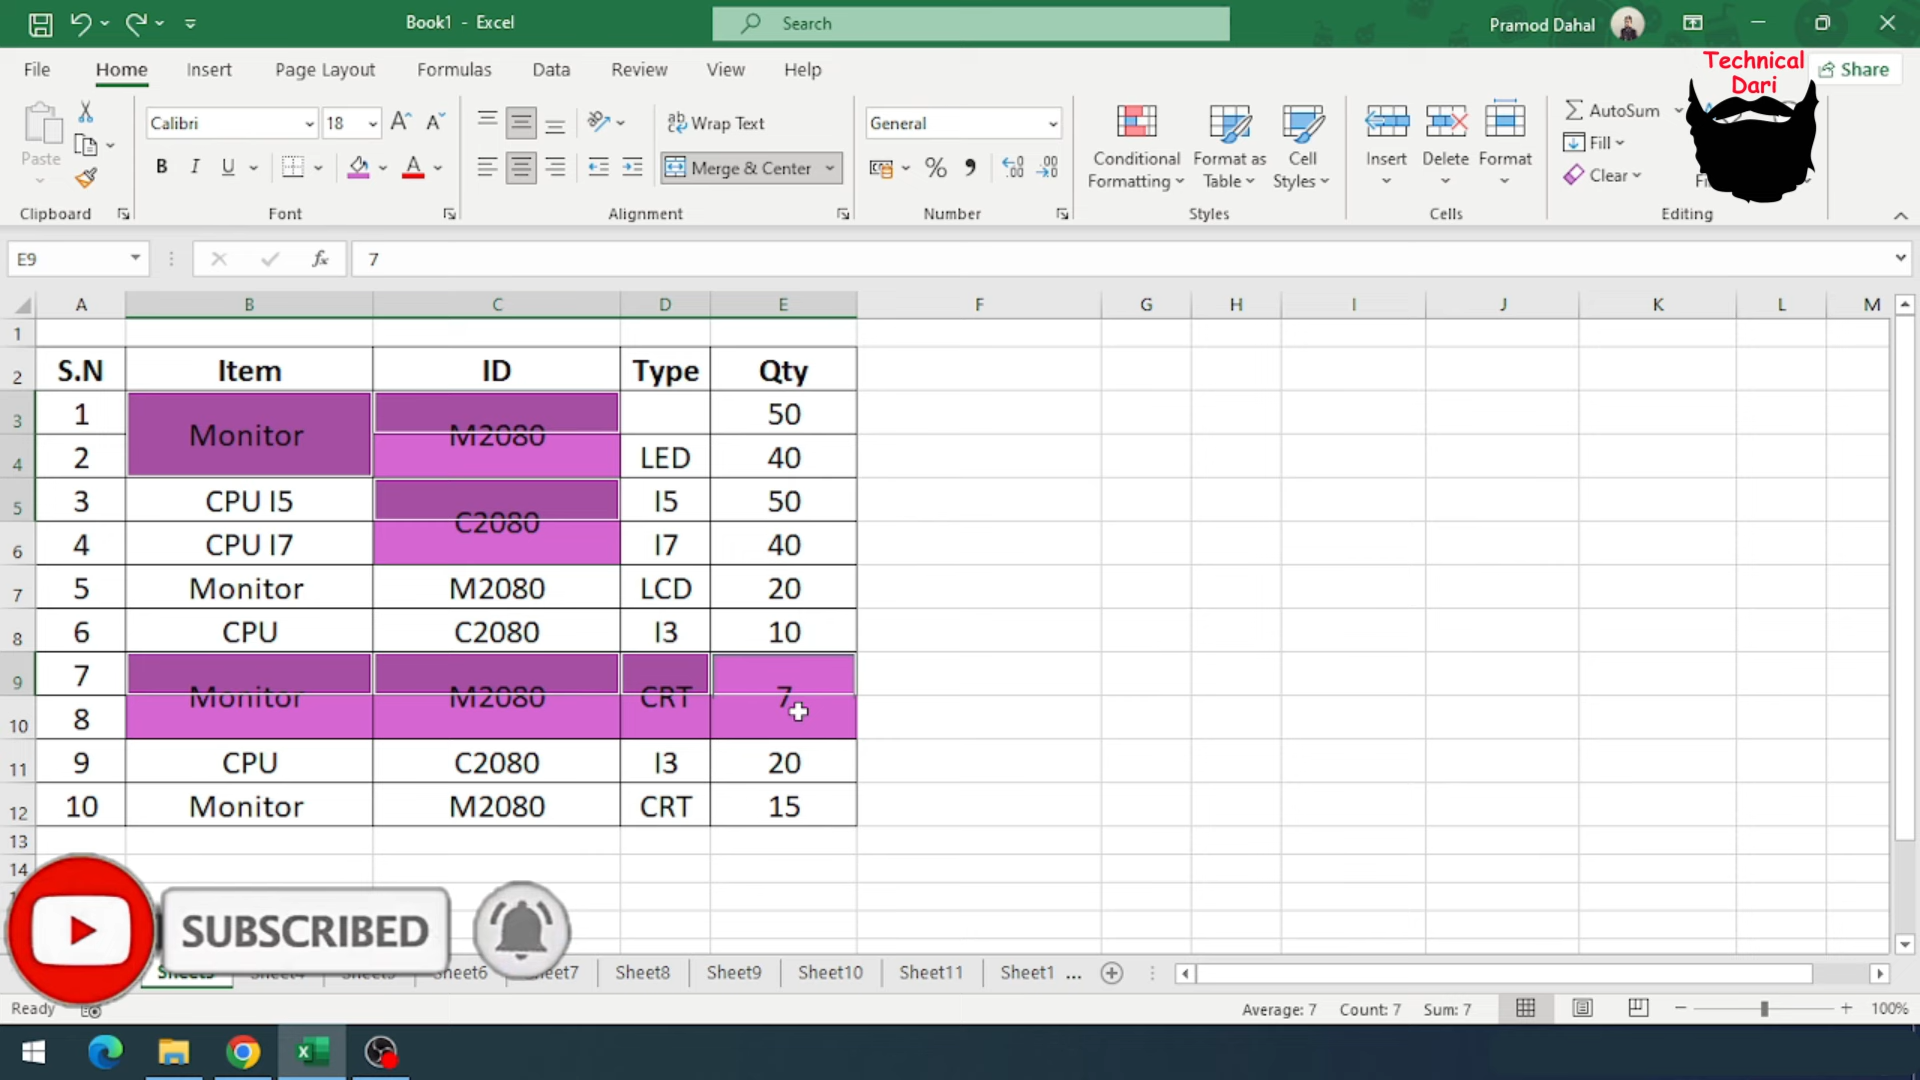 Book1 - Excel
Search
Pramod Dahal
File Home Insert Page Layout Formulas Data Review View Help
Technical
Dari
Share
Paste
Calibri 18
B I U
Wrap Text
Merge & Center
General
Conditional Formatting
Format as Table
Cell Styles
Insert Delete Format
AutoSum
Fill
Clear
Clipboard Font Alignment Number Styles Cells Editing
E9 fx 7
A B C D E F G H I J K L M
1
2 S.N Item ID Type Qty
3 1 Monitor M2080 50
4 2 LED 40
5 3 CPU I5 C2080 I5 50
6 4 CPU I7 I7 40
7 5 Monitor M2080 LCD 20
8 6 CPU C2080 I3 10
9 7 Monitor M2080 CRT 7
10 8
11 9 CPU C2080 I3 20
12 10 Monitor M2080 CRT 15
13
14
SUBSCRIBED
Sheet8 Sheet9 Sheet10 Sheet11 Sheet1 ...
Ready Average: 7 Count: 7 Sum: 7 100%